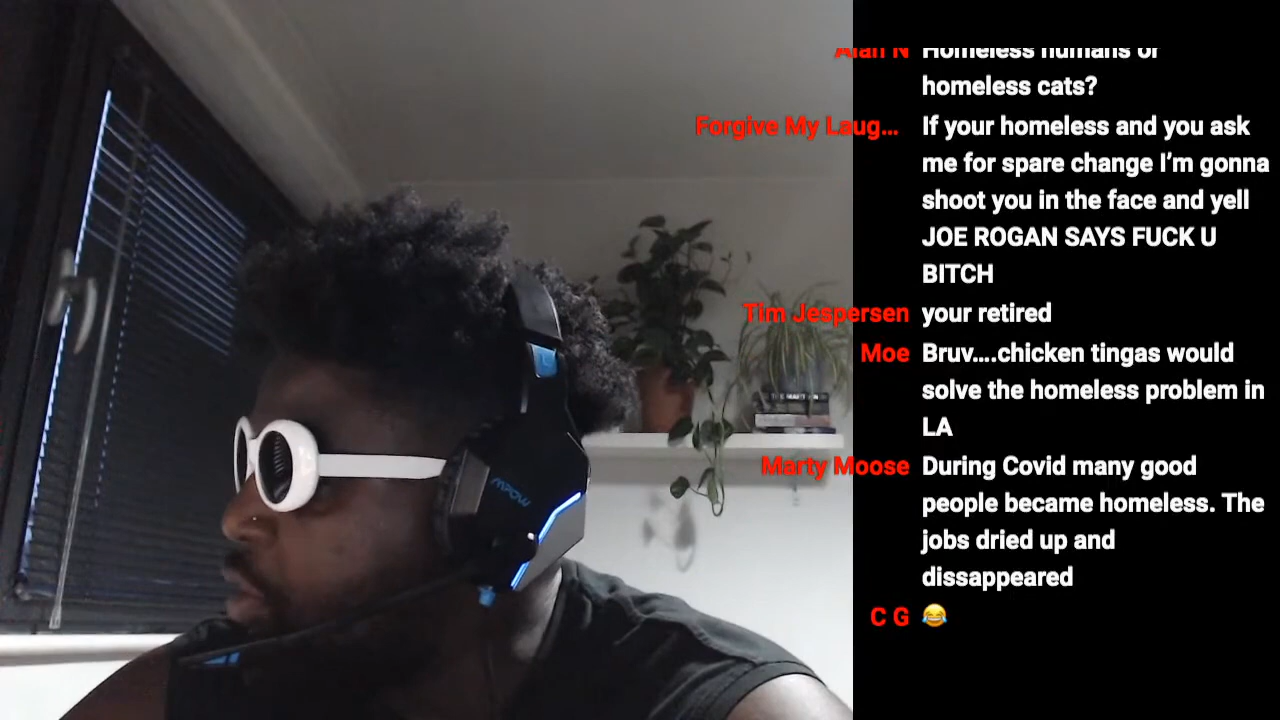 Alan N Homeless humans or
homeless cats?
Forgive My Laug… If your homeless and you ask
me for spare change I’m gonna
shoot you in the face and yell
JOE ROGAN SAYS FUCK U
BITCH
Tim Jespersen your retired
Moe Bruv….chicken tingas would
solve the homeless problem in
LA
Marty Moose During Covid many good
people became homeless. The
jobs dried up and
dissappeared
C G 😂
MPOW
L